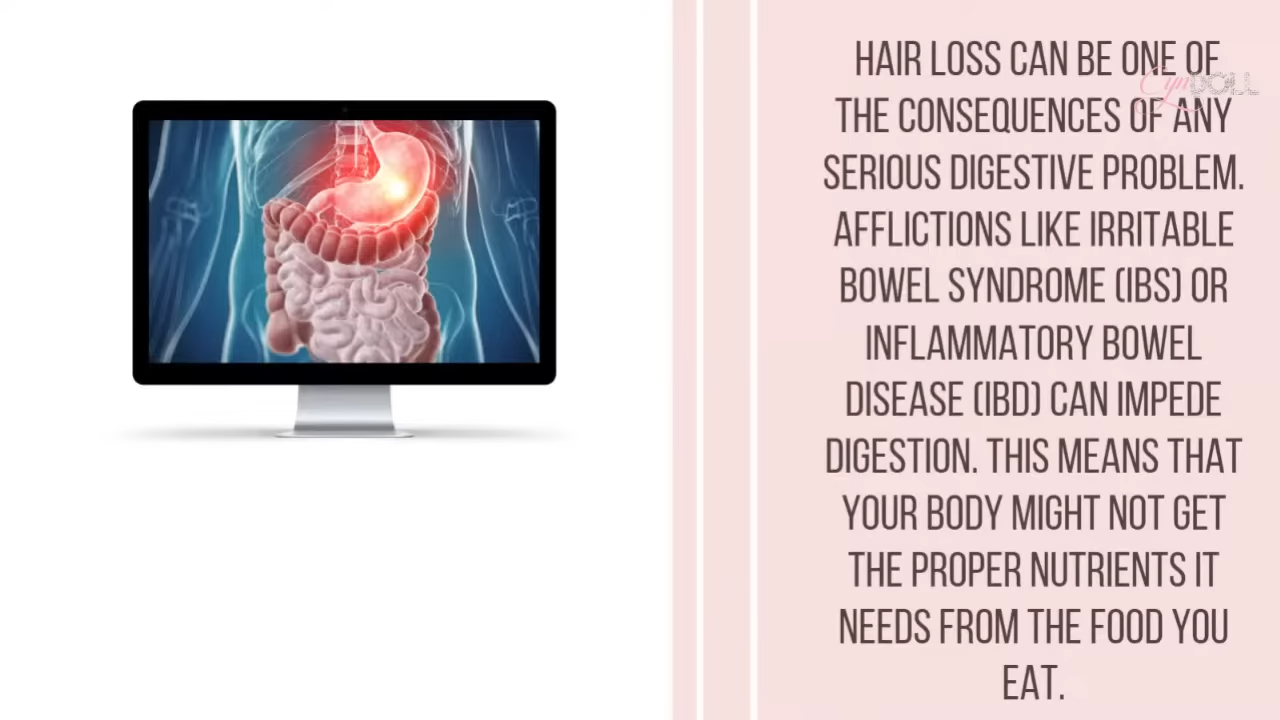 HAIR LOSS CAN BE ONE OF
THE CONSEQUENCES OF ANY
SERIOUS DIGESTIVE PROBLEM.
AFFLICTIONS LIKE IRRITABLE
BOWEL SYNDROME (IBS) OR
INFLAMMATORY BOWEL
DISEASE (IBD) CAN IMPEDE
DIGESTION. THIS MEANS THAT
YOUR BODY MIGHT NOT GET
THE PROPER NUTRIENTS IT
NEEDS FROM THE FOOD YOU
EAT.
Cyn DOLL